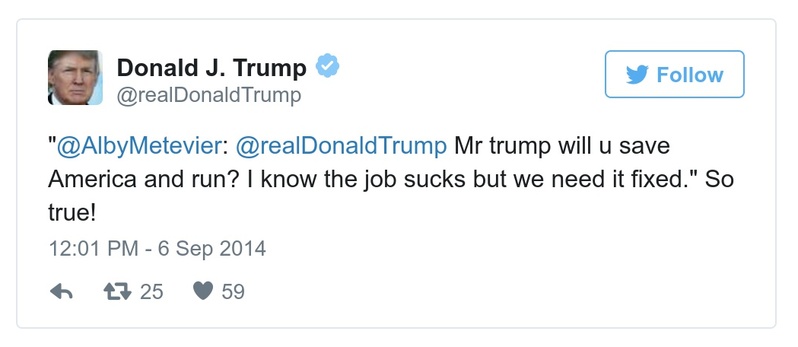 Donald J. Trump
@realDonaldTrump
Follow
"@AlbyMetevier: @realDonaldTrump Mr trump will u save
America and run? I know the job sucks but we need it fixed." So
true!
12:01 PM - 6 Sep 2014
25 59